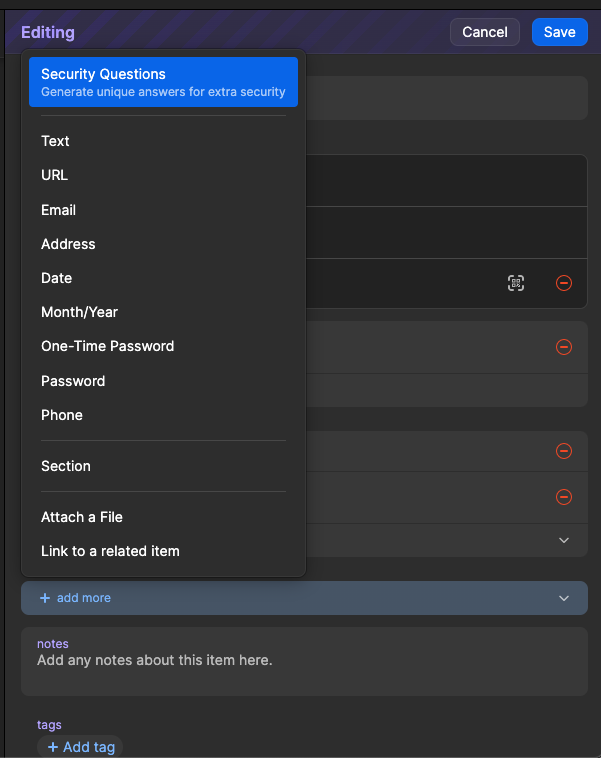 Editing
Cancel
Save
Security Questions
Generate unique answers for extra security
Text
URL
Email
Address
Date
Month/Year
One-Time Password
Password
Phone
Section
Attach a File
Link to a related item
+ add more
notes
Add any notes about this item here.
tags
+ Add tag